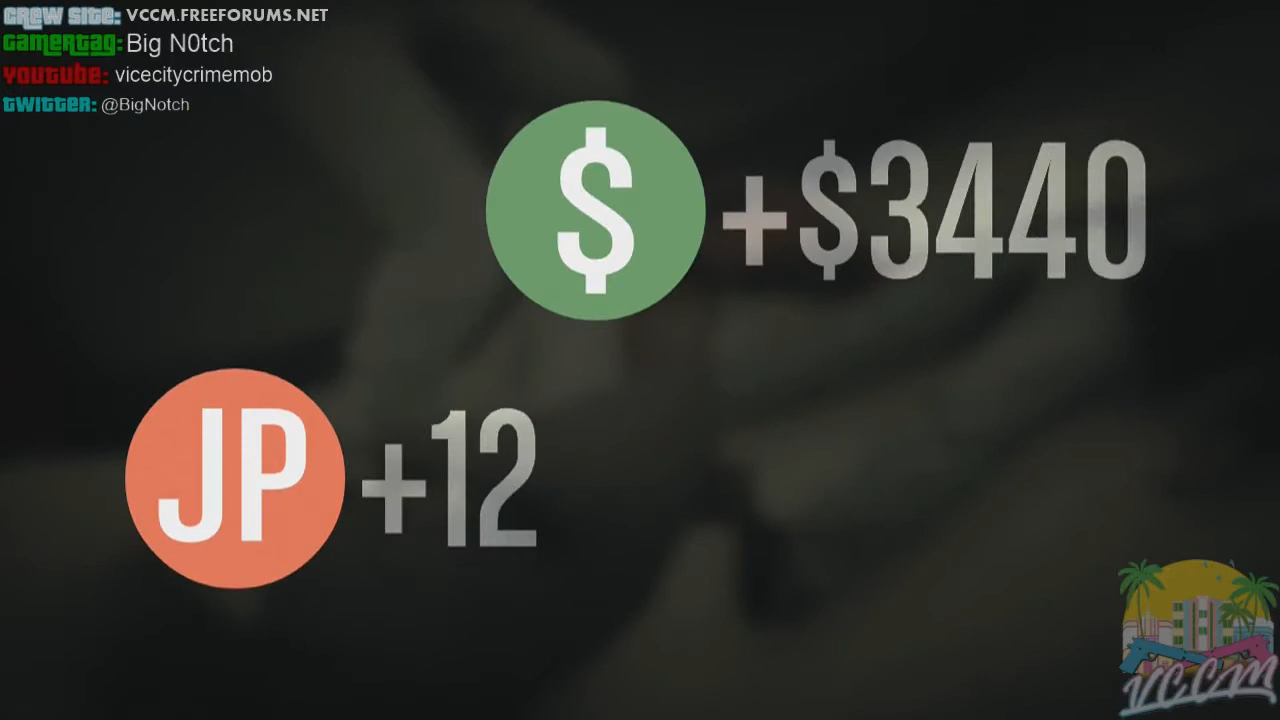 CREW SITE: VCCM.FREEFORUMS.NET
GAMERTAG: Big N0tch
YOUTUBE: vicecitycrimemob
TWITTER: @BigNotch
$ +$3440
JP +12
VCCM